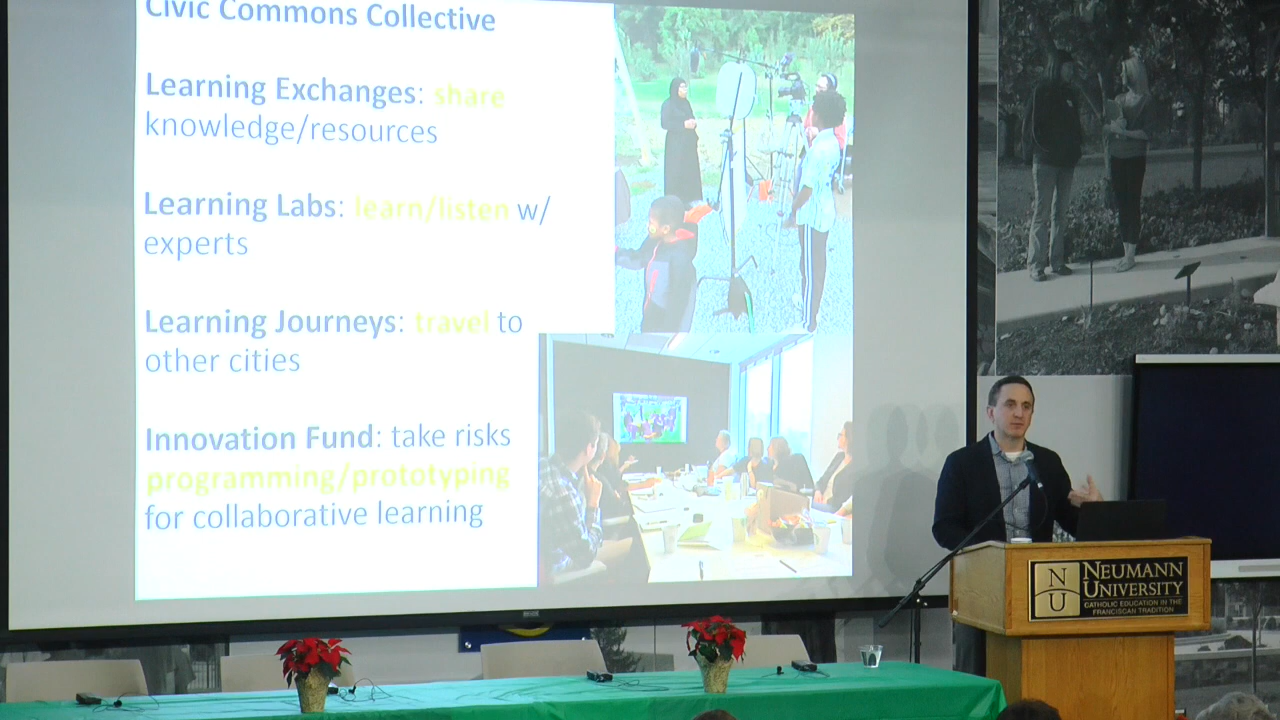 Civic Commons Collective
Learning Exchanges: share
knowledge/resources
Learning Labs: learn/listen w/
experts
Learning Journeys: travel to
other cities
Innovation Fund: take risks
programming/prototyping
for collaborative learning
NU
NEUMANN
UNIVERSITY
CATHOLIC EDUCATION IN THE
FRANCISCAN TRADITION